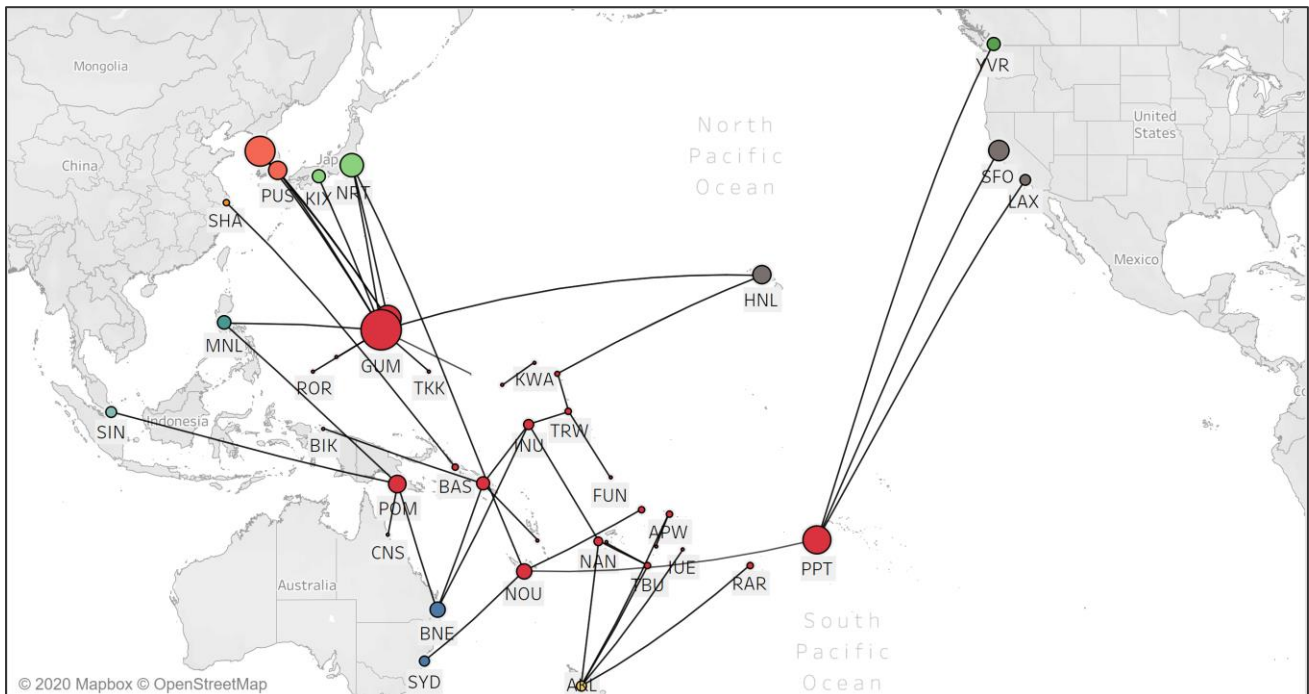 Mongolia
North
Pacific
Ocean
YVR
United
States
China
Jap
PUS
KIX
NRT
SFO
LAX
SHA
Mexico
HNL
MNL
GUM
ROR
TKK
KWA
SIN
Indonesia
BIK
INU
TRW
BAS
FUN
POM
APW
CNS
NAN
IUE
TBU
RAR
PPT
Australia
NOU
BNE
South
Pacific
Ocean
SYD
AKL
© 2020 Mapbox © OpenStreetMap